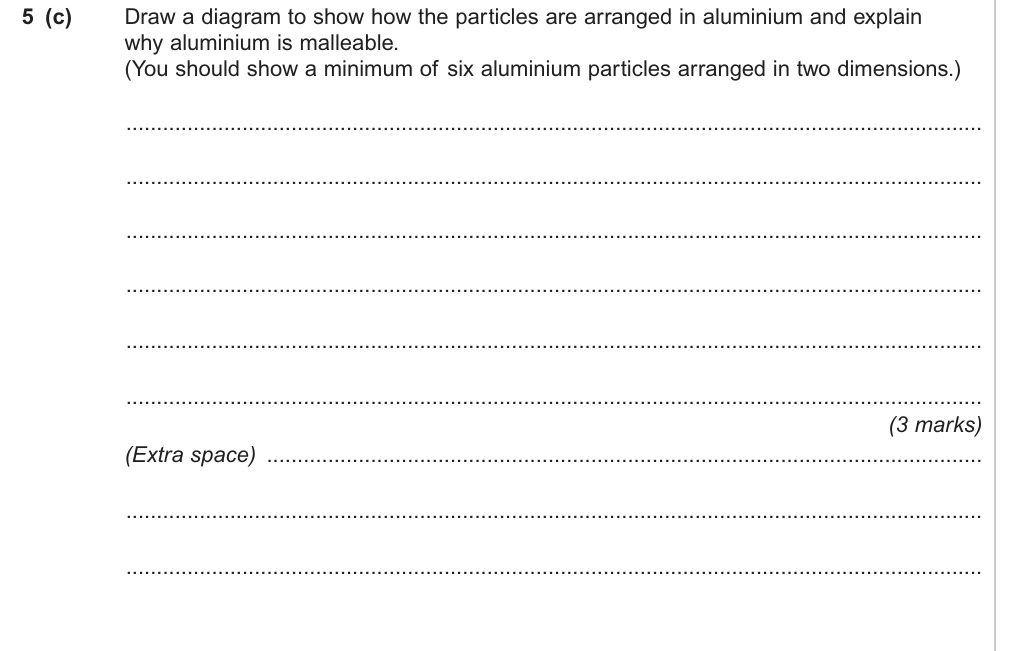 5 (c) Draw a diagram to show how the particles are arranged in aluminium and explain
why aluminium is malleable.
(You should show a minimum of six aluminium particles arranged in two dimensions.)
(3 marks)
(Extra space)